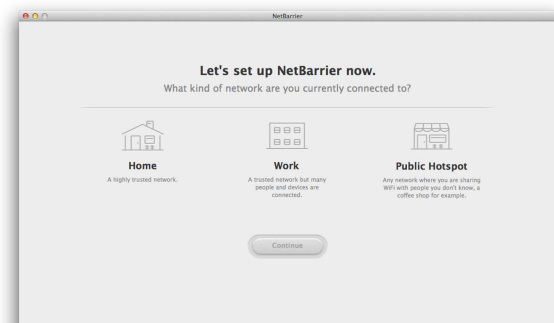 NetBarrier
Let's set up NetBarrier now.
What kind of network are you currently connected to?
Home
A highly trusted network.
Work
A trusted network but many
people and devices are
connected.
Public Hotspot
Any network where you are sharing
WiFi with people you don't know, a
coffee shop for example.
Continue